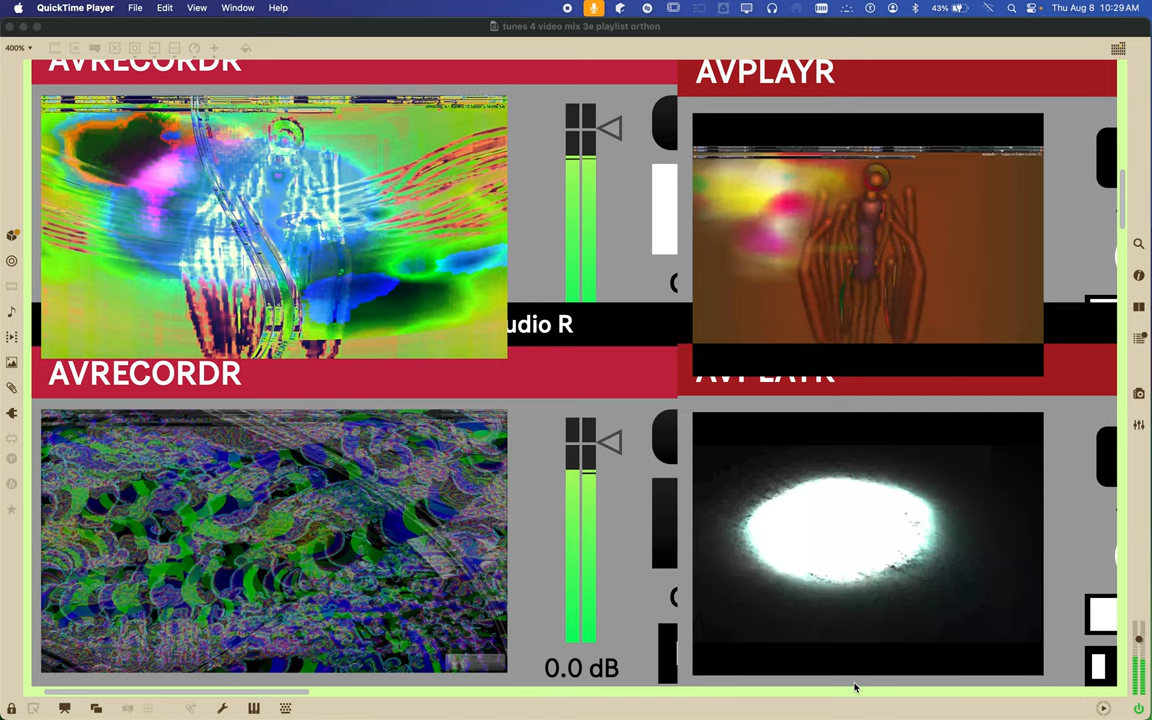 QuickTime Player File Edit View Window Help 43% Thu Aug 8 10:29 AM
tunes 4 video mix 3e playlist orthon
400%
AVRECORDR
AVPLAYR
udio R
AVRECORDR
AVPLAYR
0.0 dB